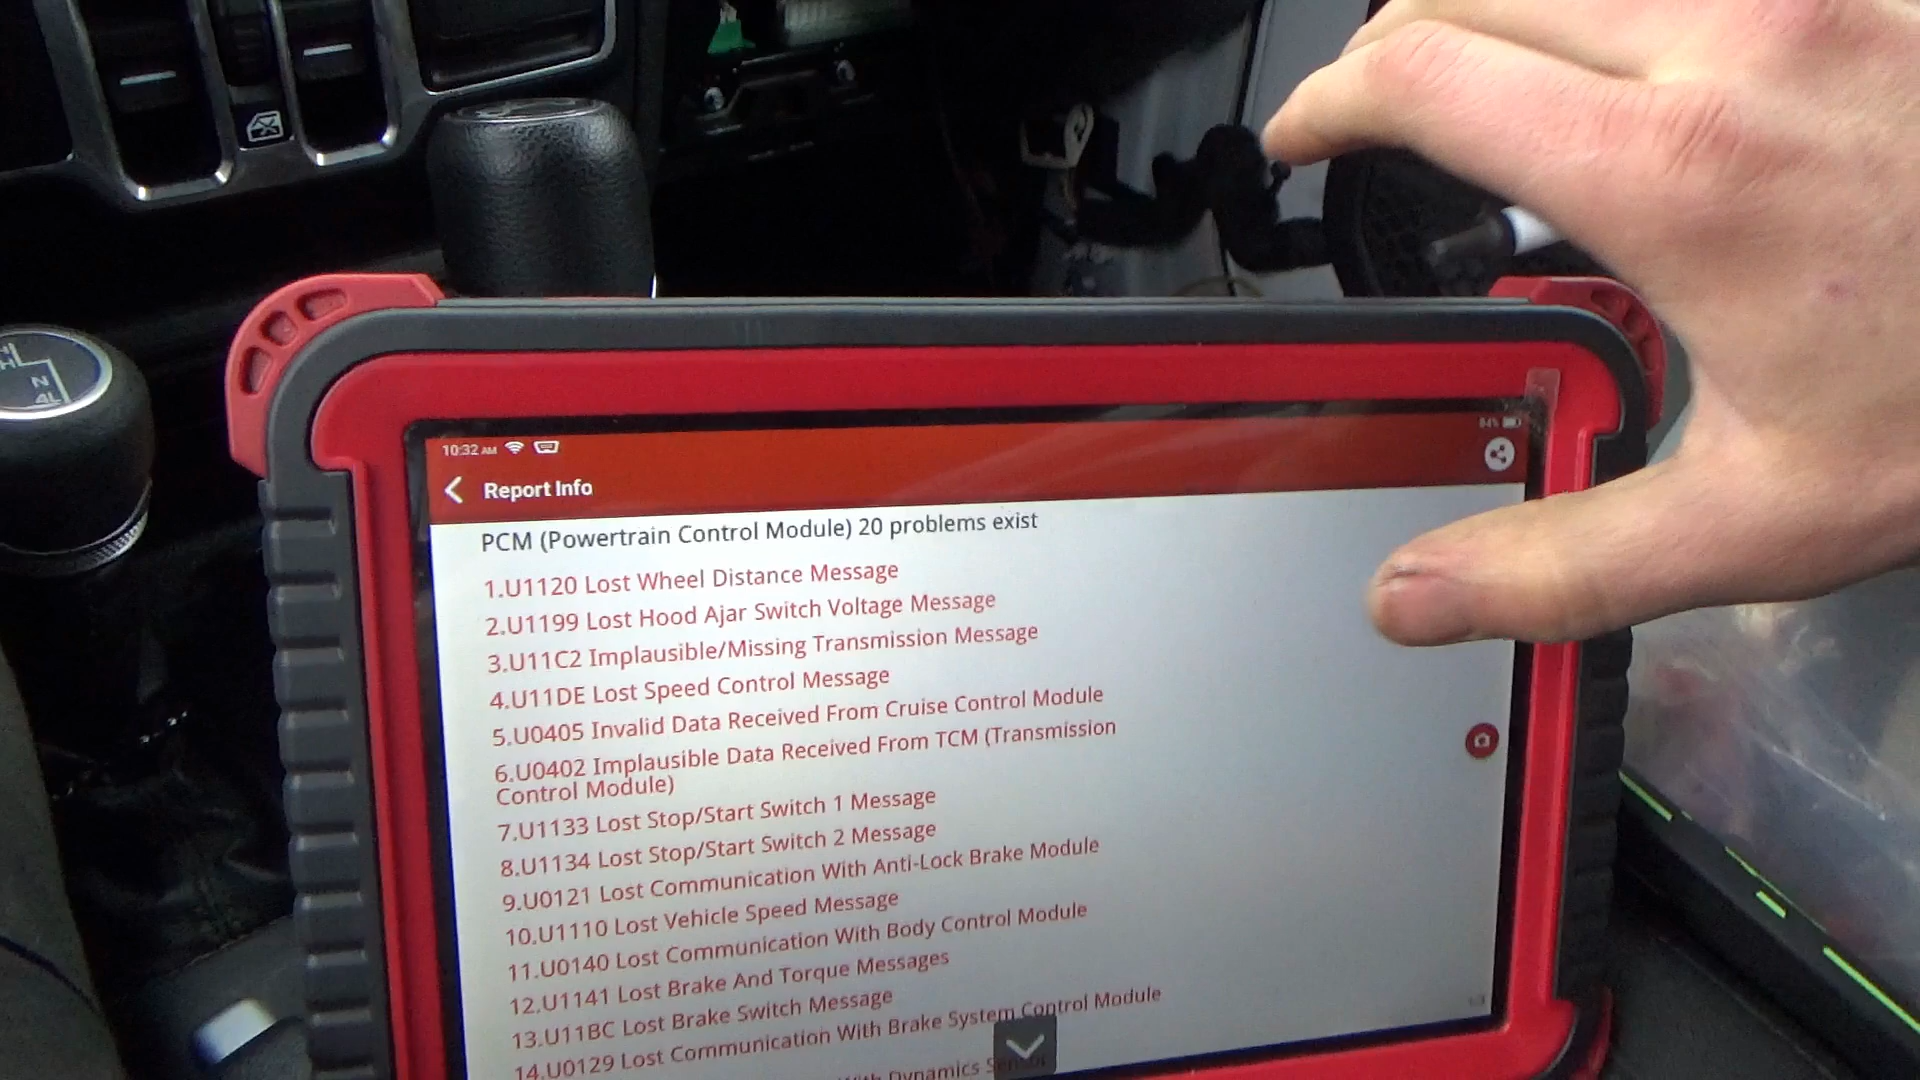 N
4L
10:32 AM
84%
Report Info
PCM (Powertrain Control Module) 20 problems exist
1.U1120 Lost Wheel Distance Message
2.U1199 Lost Hood Ajar Switch Voltage Message
3.U11C2 Implausible/Missing Transmission Message
4.U11DE Lost Speed Control Message
5.U0405 Invalid Data Received From Cruise Control Module
6.U0402 Implausible Data Received From TCM (Transmission
Control Module)
7.U1133 Lost Stop/Start Switch 1 Message
8.U1134 Lost Stop/Start Switch 2 Message
9.U0121 Lost Communication With Anti-Lock Brake Module
10.U1110 Lost Vehicle Speed Message
11.U0140 Lost Communication With Body Control Module
12.U1141 Lost Brake And Torque Messages
13.U11BC Lost Brake Switch Message
14.U0129 Lost Communication With Brake System Control Module
With Dynamics